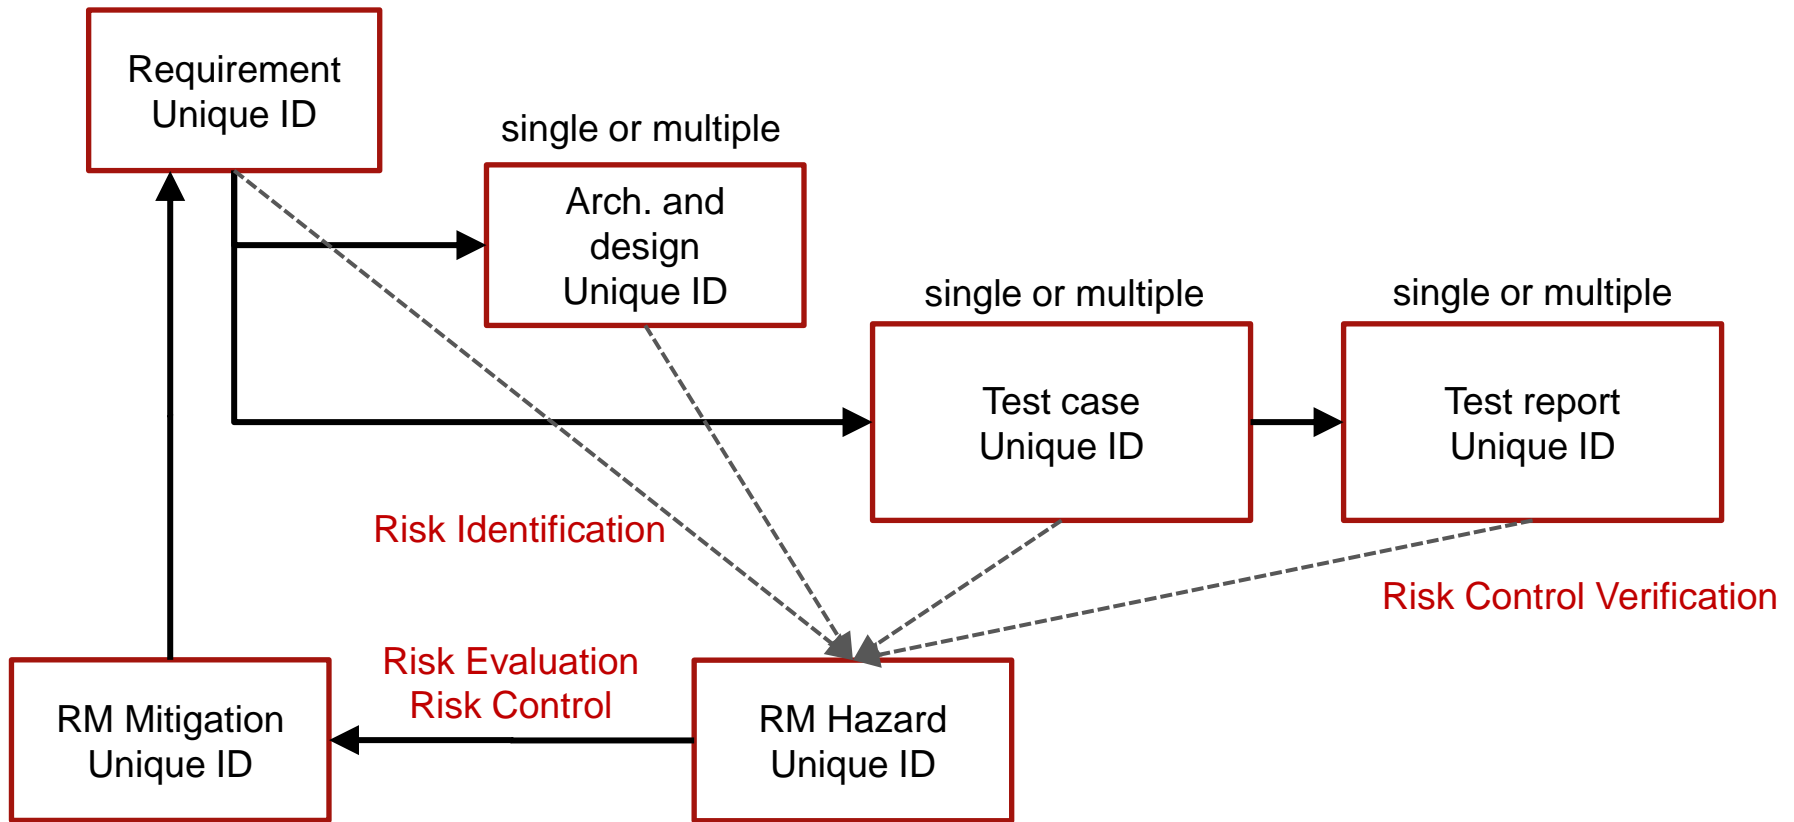 Requirement
Unique ID
single or multiple
Arch. and
design
Unique ID
single or multiple
Test case
Unique ID
single or multiple
Test report
Unique ID
Risk Identification
Risk Control Verification
Risk Evaluation
Risk Control
RM Mitigation
Unique ID
RM Hazard
Unique ID